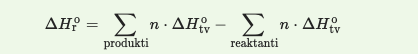 ΔH°ᵣ = ∑ n · ΔH°ₜᵥ − ∑ n · ΔH°ₜᵥ
produkti reaktanti